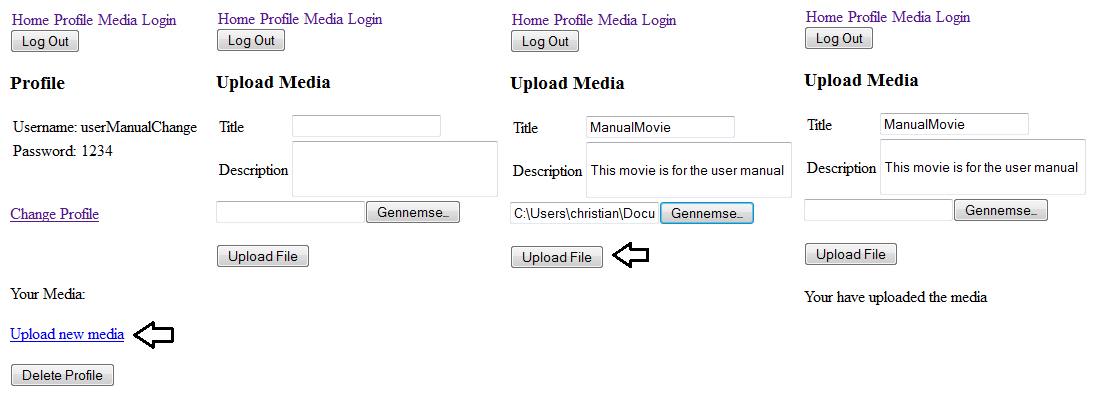 Home Profile Media Login
Log Out
Profile
Username: userManualChange
Password: 1234
Change Profile
Your Media:
Upload new media
Delete Profile
Home Profile Media Login
Log Out
Upload Media
Title
Description
Gennemse..
Upload File
Home Profile Media Login
Log Out
Upload Media
Title ManualMovie
Description This movie is for the user manual
C:\Users\christian\Docu Gennemse..
Upload File
Home Profile Media Login
Log Out
Upload Media
Title ManualMovie
Description This movie is for the user manual
Gennemse..
Upload File
Your have uploaded the media